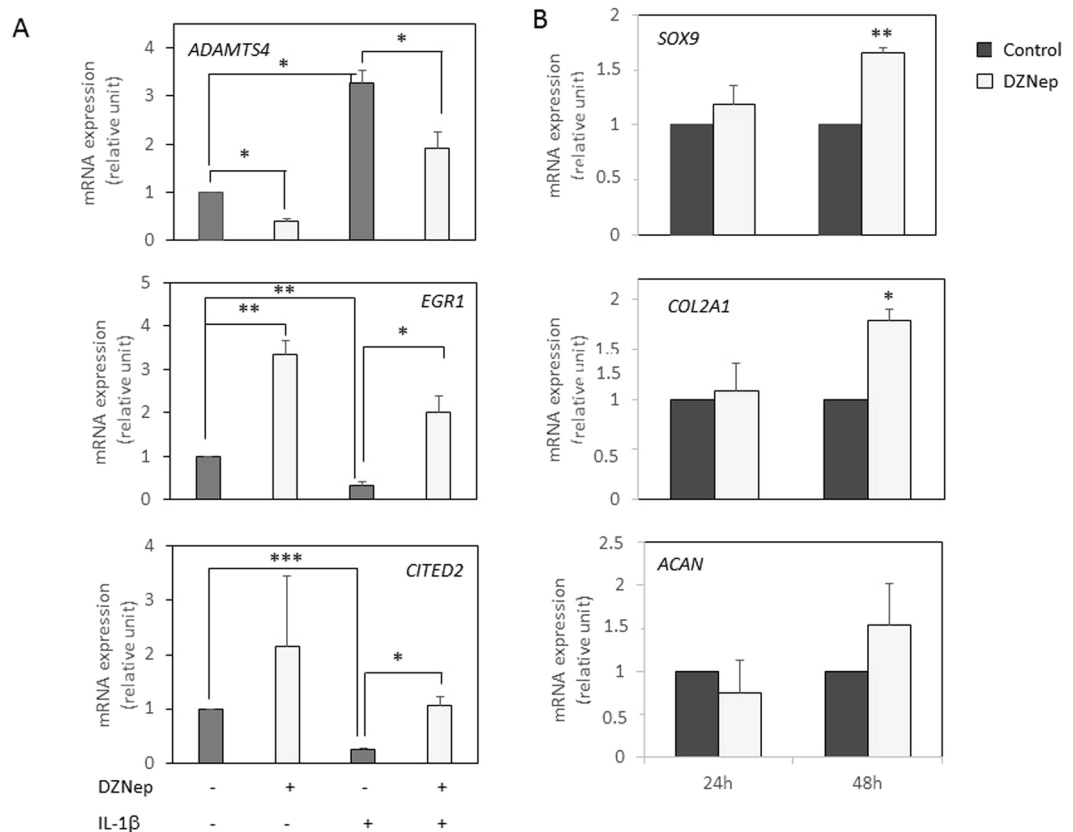 A
ADAMTS4
mRNA expression
(relative unit)
4
3
2
1
0
*
*
*
EGR1
mRNA expression
(relative unit)
5
4
3
2
1
0
**
**
*
CITED2
mRNA expression
(relative unit)
4
3
2
1
0
***
*
DZNep - + - +
IL-1β - - + +
B
SOX9
mRNA expression
(relative unit)
2
1.5
1
0.5
0
**
Control
DZNep
COL2A1
mRNA expression
(relative unit)
2
1.5
1
0.5
0
*
ACAN
mRNA expression
(relative unit)
2.5
2
1.5
1
0.5
0
24h 48h